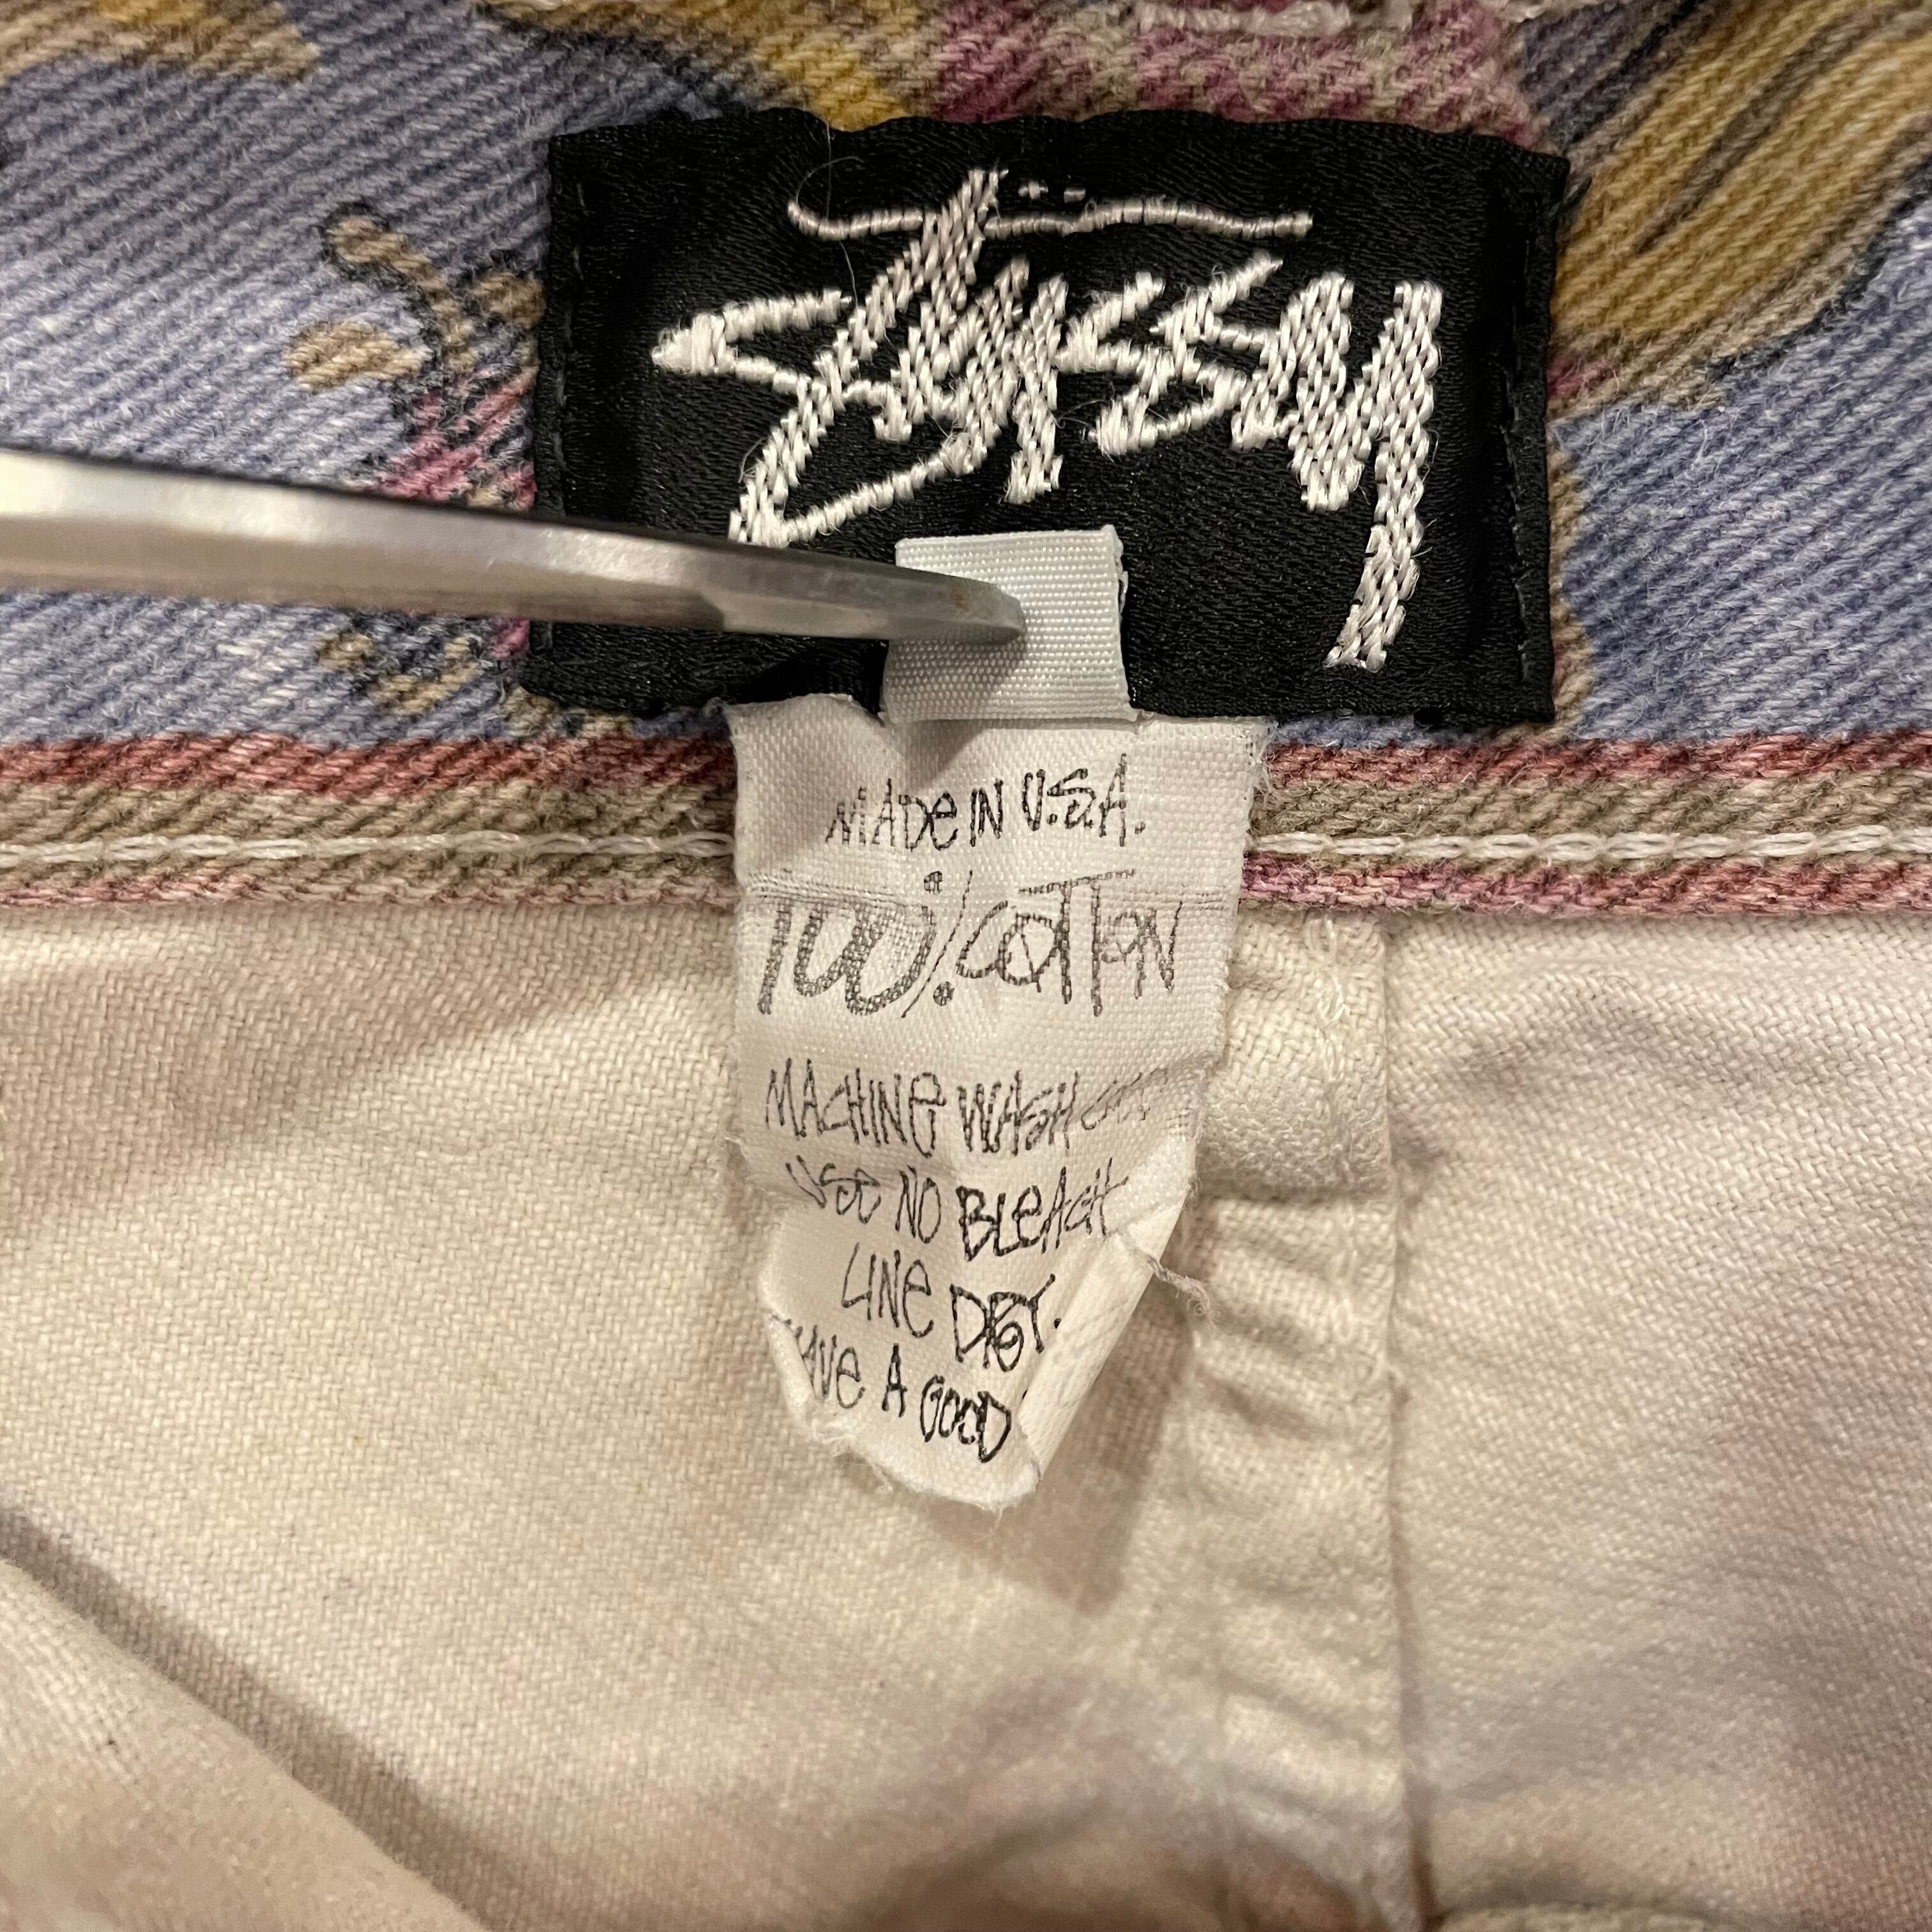 Stüssy
MADE IN U.S.A.
100% COTTON
MACHINE WASH
USE NO BLEACH
LINE DRY.
HAVE A GOOD